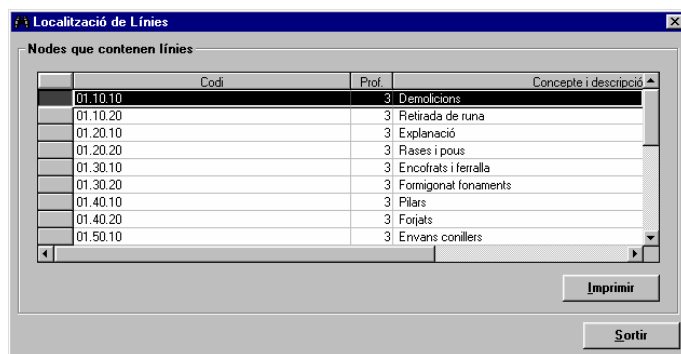 Localització de Línies
Nodes que contenen línies
Codi Prof. Concepte i descripció
01.10.10 3 Demolicions
01.10.20 3 Retirada de runa
01.20.10 3 Explanació
01.20.20 3 Rases i pous
01.30.10 3 Encofrats i ferralla
01.30.20 3 Formigonat fonaments
01.40.10 3 Pilars
01.40.20 3 Forjats
01.50.10 3 Envans conillers
Imprimir
Sortir